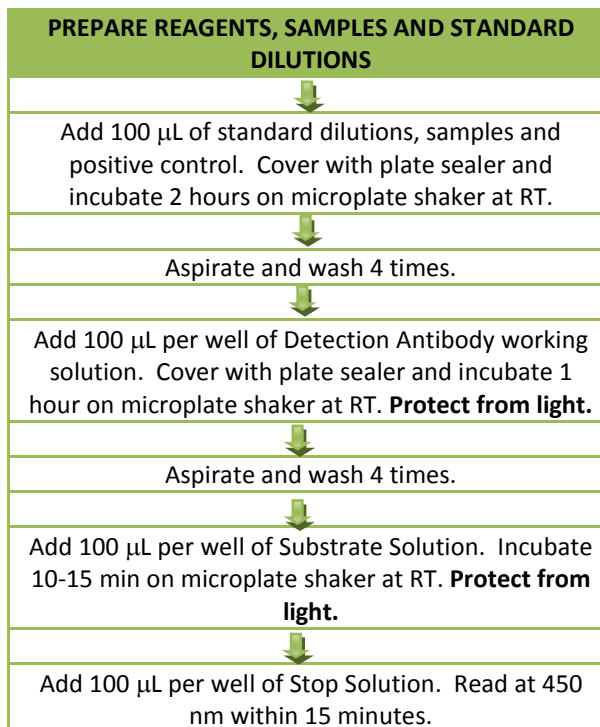 PREPARE REAGENTS, SAMPLES AND STANDARD
DILUTIONS
Add 100 µL of standard dilutions, samples and
positive control.  Cover with plate sealer and
incubate 2 hours on microplate shaker at RT.
Aspirate and wash 4 times.
Add 100 µL per well of Detection Antibody working
solution.  Cover with plate sealer and incubate 1
hour on microplate shaker at RT. Protect from light.
Aspirate and wash 4 times.
Add 100 µL per well of Substrate Solution.  Incubate
10-15 min on microplate shaker at RT. Protect from
light.
Add 100 µL per well of Stop Solution.  Read at 450
nm within 15 minutes.